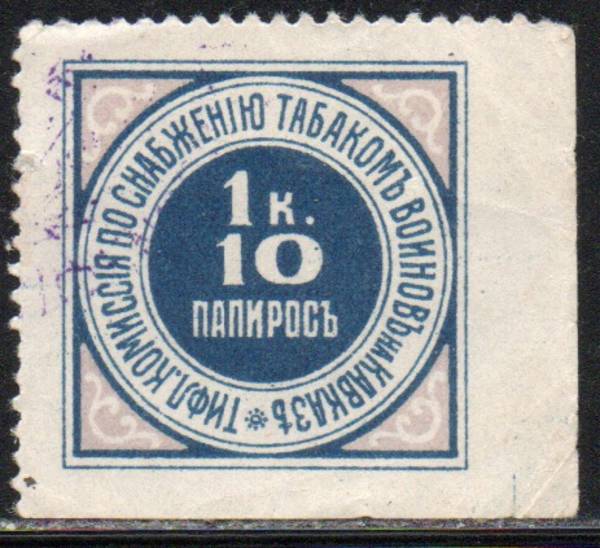 ТИФЛ. КОМИССІЯ ПО СНАБЖЕНІЮ ТАБАКОМЪ ВОИНОВЪ НА КАВКАЗѢ
1 к.
10
ПАПИРОСЪ